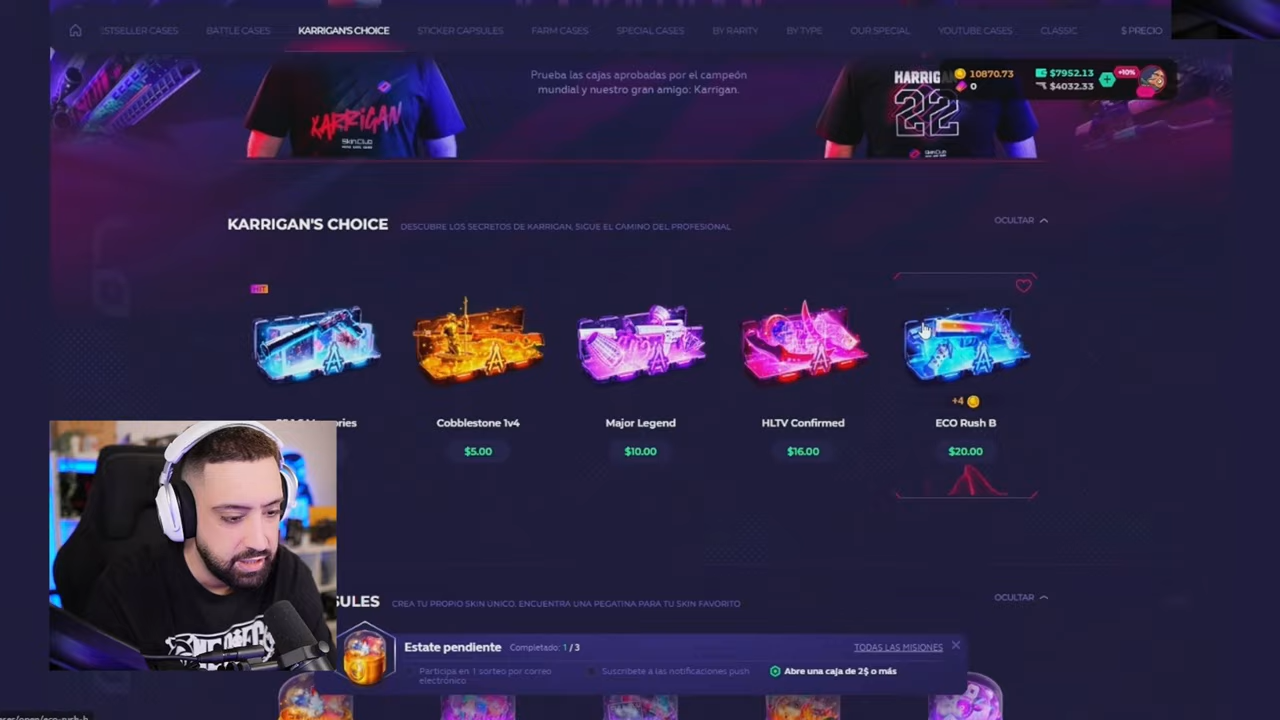 BATTLE CASES
KARRIGAN'S CHOICE
STICKER CAPSULES
FARM CASES
SPECIAL CASES
BY RARITY
BY TYPE
OUR SPECIAL
YOUTUBE CASES
CLASSIC
$ PRECIO
Prueba las cajas aprobadas por el campeón
mundial y nuestro gran amigo: Karrigan.
KARRIGAN
22
10870.73
0
$7952.13
$4032.33
+10%
KARRIGAN'S CHOICE
DESCUBRE LOS SECRETOS DE KARRIGAN, SIGUE EL CAMINO DEL PROFESIONAL
OCULTAR
HIT
+4
Cobblestone 1v4
Major Legend
HLTV Confirmed
ECO Rush B
$5.00
$10.00
$16.00
$20.00
SULES
CREA TU PROPIO SKIN ÚNICO. ENCUENTRA UNA PEGATINA PARA TU SKIN FAVORITO
OCULTAR
Estate pendiente
Completado: 1 / 3
TODAS LAS MISIONES
Participa en 1 sorteo por correo
electrónico
Suscríbete a las notificaciones push
Abre una caja de 2$ o más